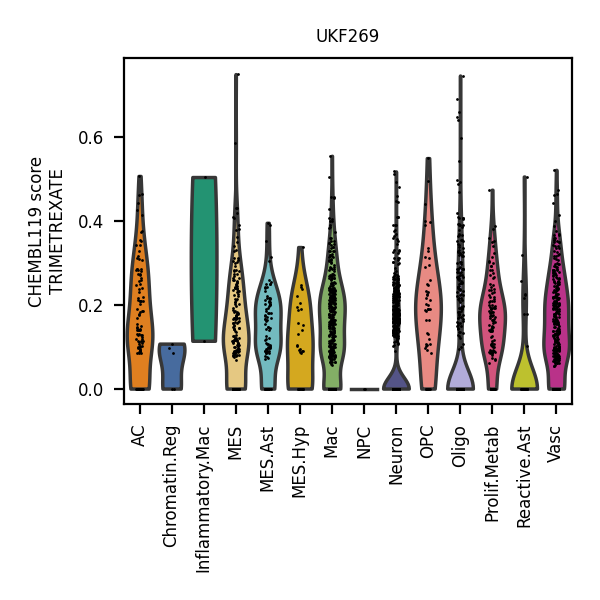 UKF269
CHEMBL119 score
TRIMETREXATE
0.6
0.4
0.2
0.0
AC
Chromatin.Reg
Inflammatory.Mac
MES
MES.Ast
MES.Hyp
Mac
NPC
Neuron
OPC
Oligo
Prolif.Metab
Reactive.Ast
Vasc